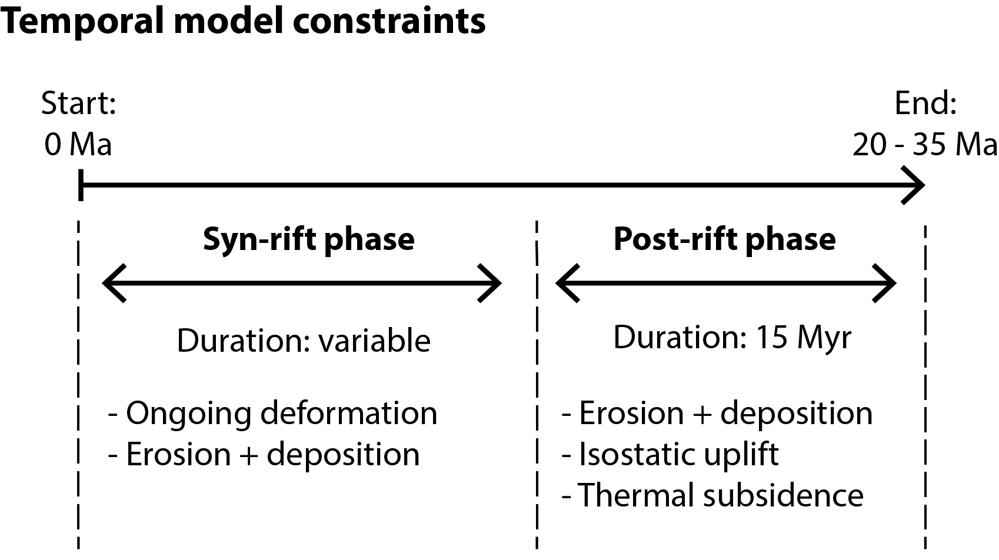 Temporal model constraints
Start:
0 Ma
End:
20 - 35 Ma
Syn-rift phase
Duration: variable
- Ongoing deformation
- Erosion + deposition
Post-rift phase
Duration: 15 Myr
- Erosion + deposition
- Isostatic uplift
- Thermal subsidence